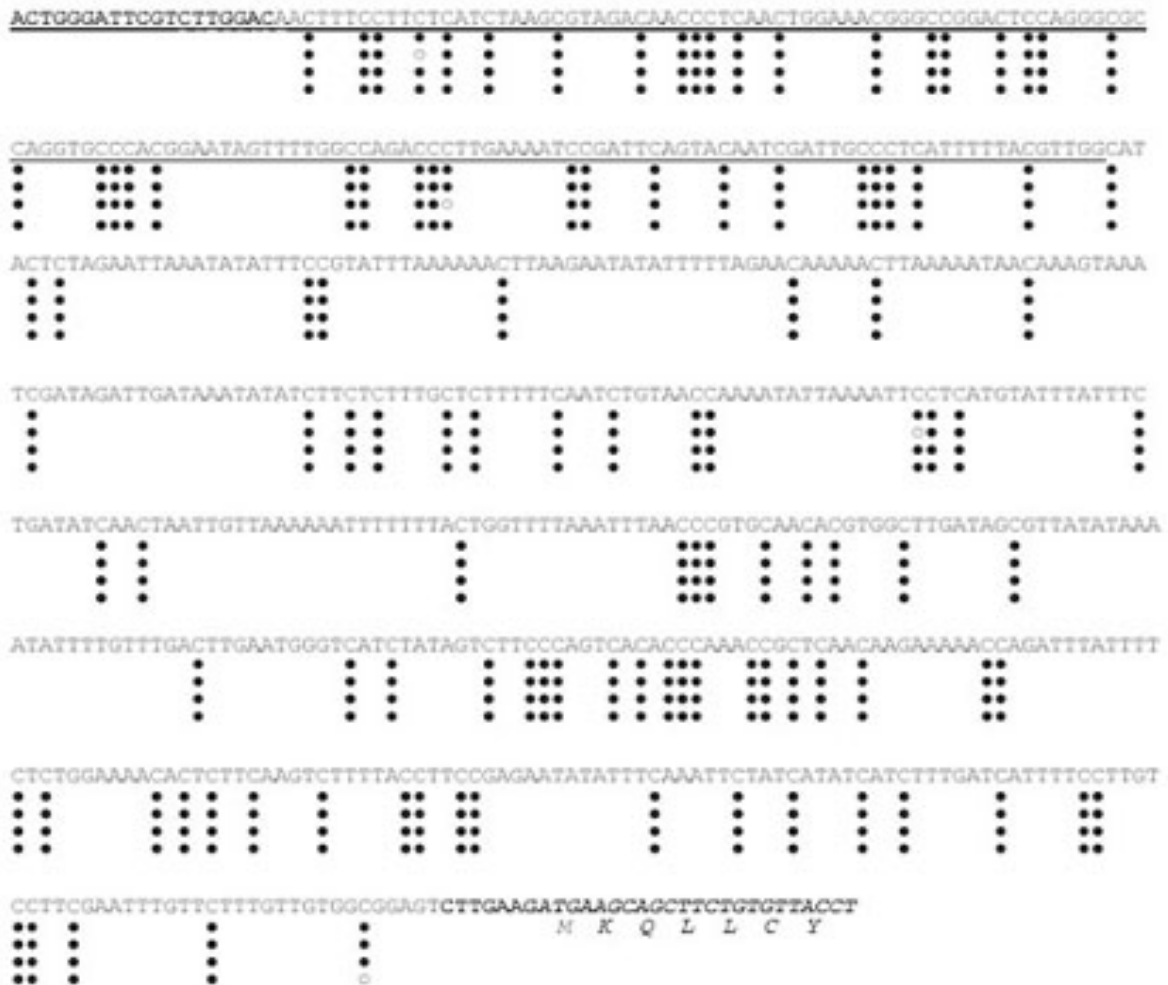 ACTGGGATTCGTCTTGGACAACTTTCCTTCTCATCTAAGCGTAGACAACCCTCAACTGGAAACGGGCCGGACTCCAGGGCGC
CAGGTGCCCACGGAATAGTTTTGGCCAGACCCTTGAAAATCCGATTCAGTACAATCGATTGCCCTCATTTTTACGTTGGCAT
ACTCTAGAATTAAATATATTTCCGTATTTAAAAAACTTAAGAATATATTTTTAGAACAAAAACTTAAAAATAACAAAGTAAA
TCGATAGATTGATAAATATATCTTCTCTTTGCTCTTTTTCAATCTGTAACCAAAATATTAAAATTCCTCATGTATTTATTTC
TGATATCAACTAATTGTTAAAAAATTTTTTTACTGGTTTTAAATTTAACCCGTGCAACACGTGGCTTGATAGCGTTATATAAA
ATATTTTGTTTGACTTGAATGGGTCATCTATAGTCTTCCCAGTCACACCCAAACCGCTCAACAAGAAAAACCAGATTTATTTT
CTCTGGAAAACACTCTTCAAGTCTTTTACCTTCCGAGAATATATTTCAAATTCTATCATATCATCTTTGATCATTTTCCTTGT
CCTTCGAATTTGTTCTTTGTTGTGGCGGAGTCTTGAAGATGAAGCAGCTTCTGTGTTACCT
M K Q L L C Y